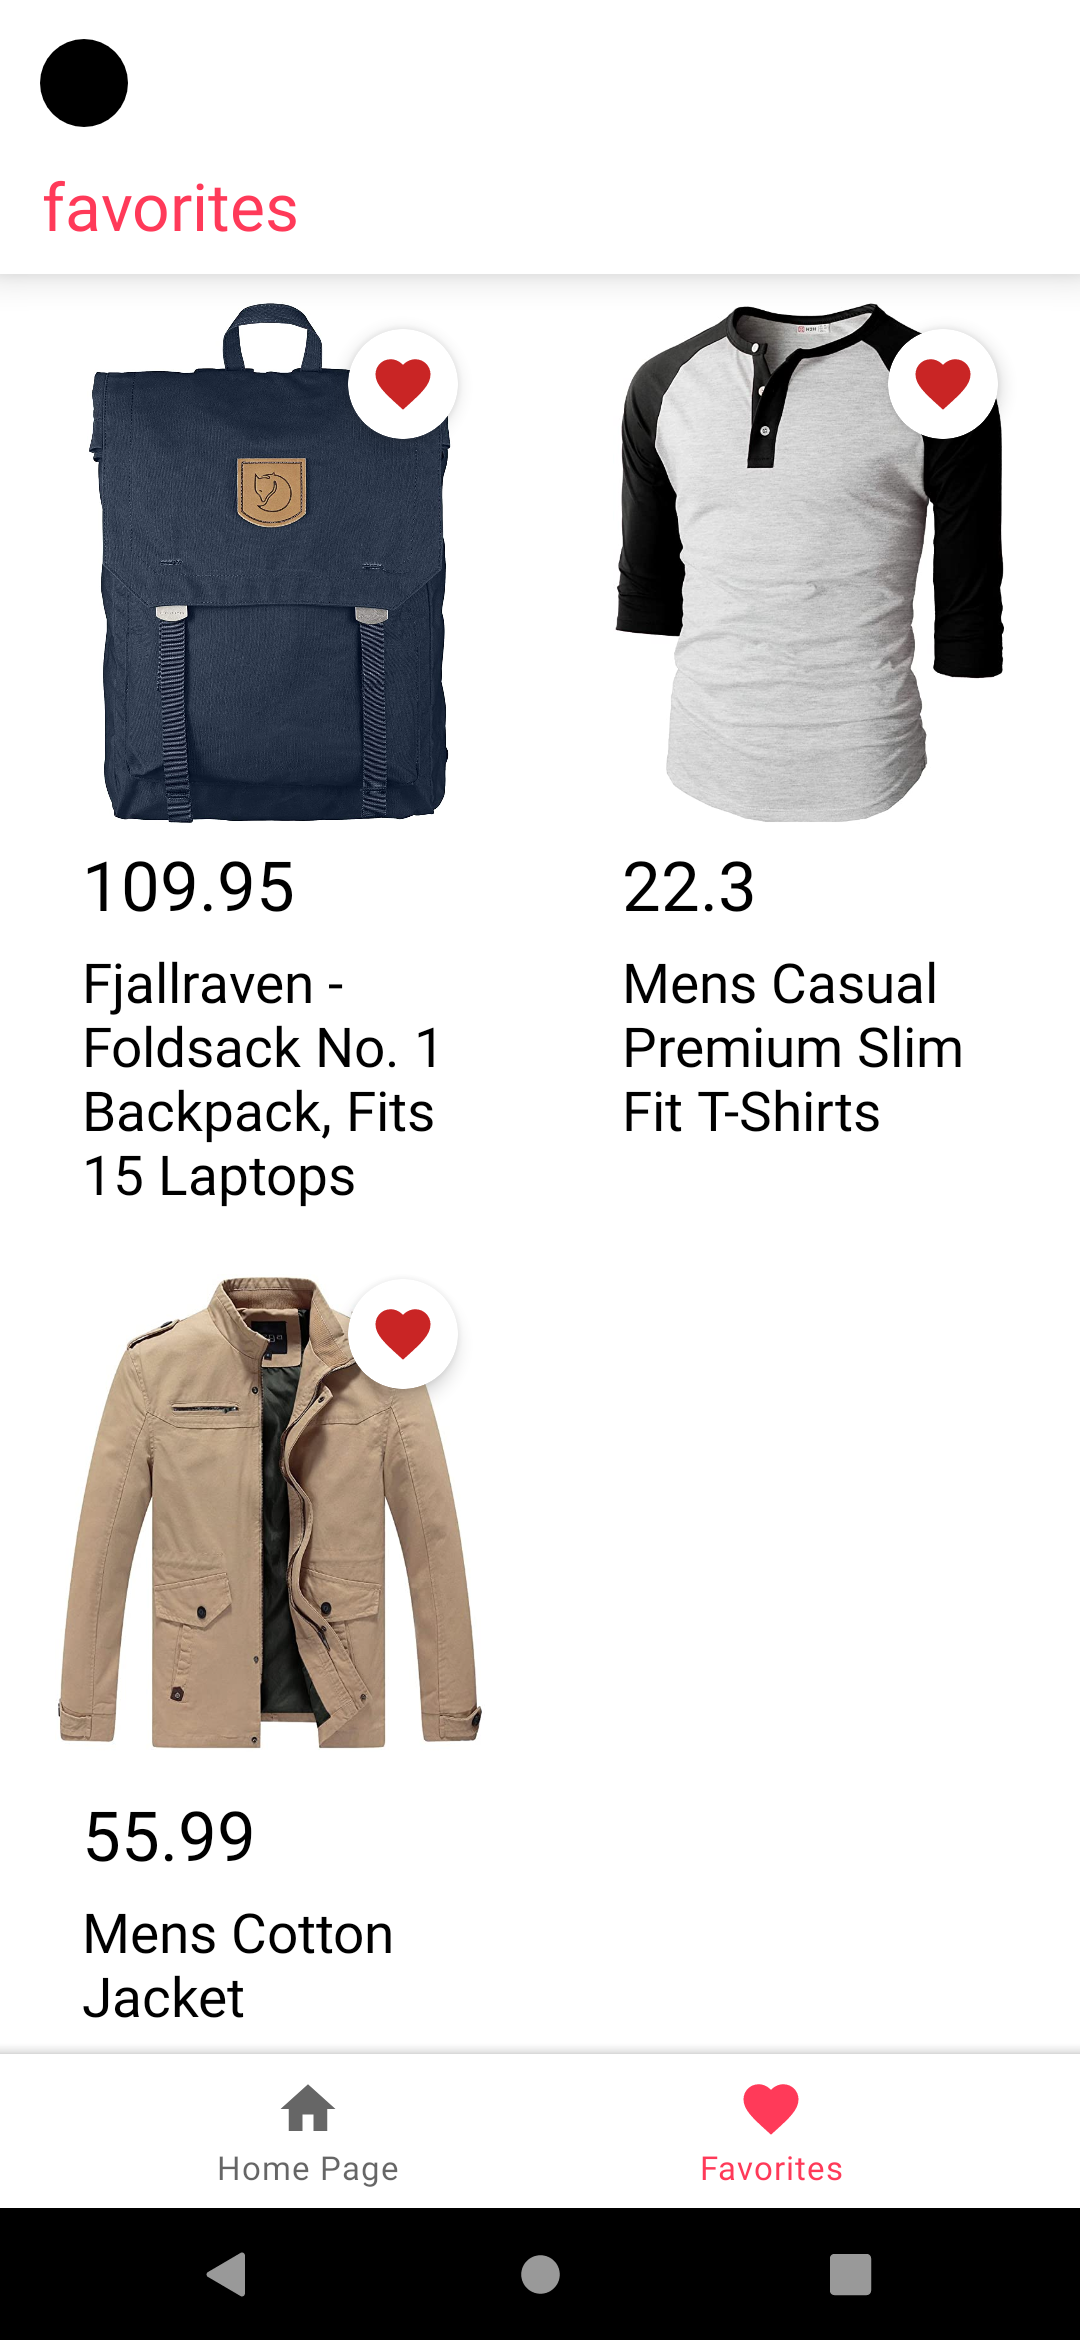 favorites
109.95
Fjallraven -
Foldsack No. 1
Backpack, Fits
15 Laptops
22.3
Mens Casual
Premium Slim
Fit T-Shirts
55.99
Mens Cotton
Jacket
Home Page
Favorites